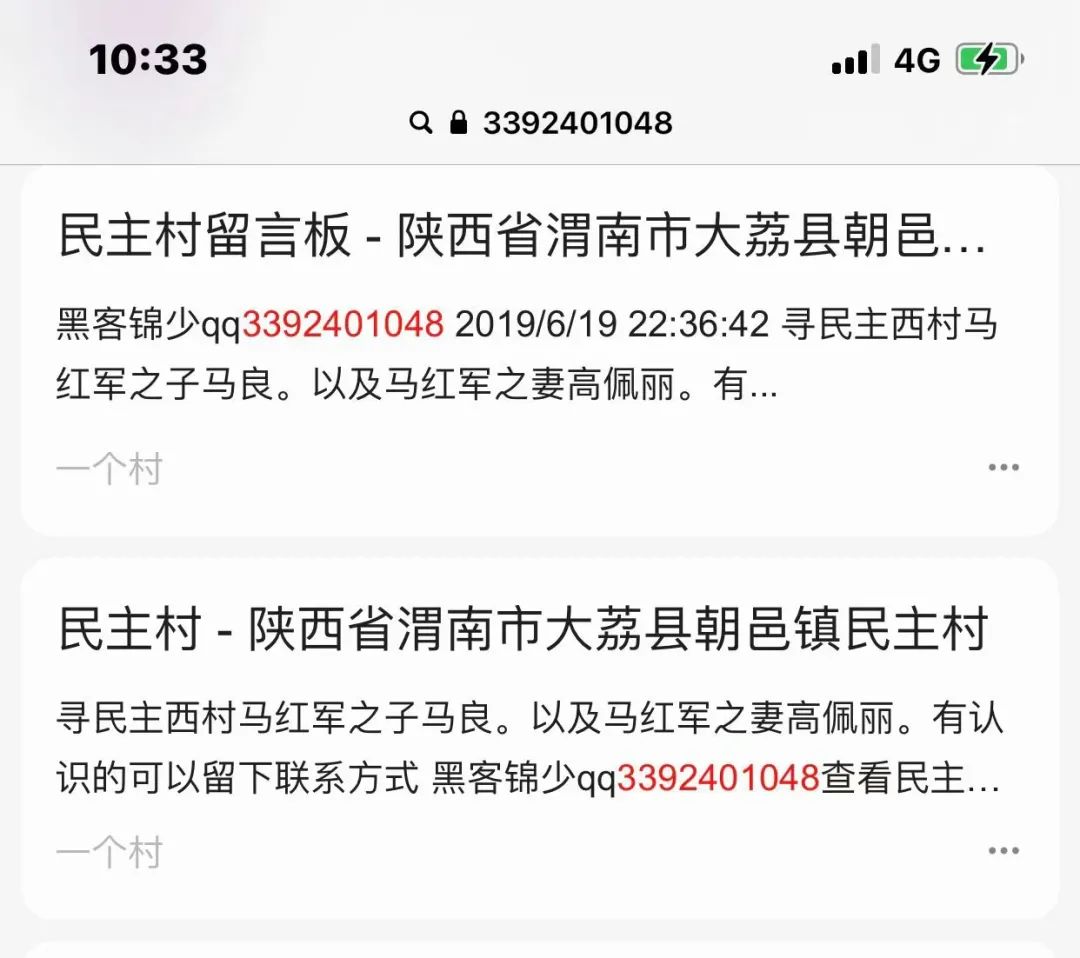 10:33
4G
3392401048
民主村留言板 - 陕西省渭南市大荔县朝邑...
黑客锦少qq3392401048 2019/6/19 22:36:42 寻民主西村马
红军之子马良。以及马红军之妻高佩丽。有...
一个村
民主村 - 陕西省渭南市大荔县朝邑镇民主村
寻民主西村马红军之子马良。以及马红军之妻高佩丽。有认
识的可以留下联系方式 黑客锦少qq3392401048查看民主...
一个村